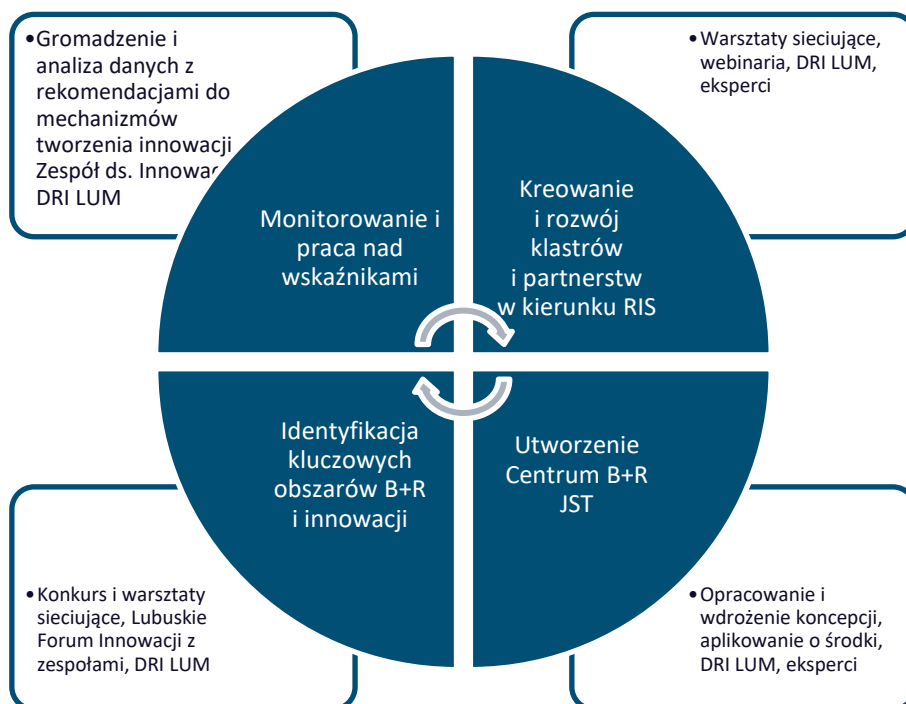 •Gromadzenie i
analiza danych z
rekomendacjami do
mechanizmów
tworzenia innowacji
Zespół ds.
DRI LUM
•Warsztaty sieciujące,
webinaria, DRI LUM,
eksperci
Monitorowanie i
praca nad
wskaźnikami
Kreowanie
i rozwój
klastrów
i partnerstw
w kierunku RIS
Identyfikacja
kluczowych
obszarów B+R
i innowacji
Utworzenie
Centrum B+R
JST
•Konkurs i warsztaty
sieciujące, Lubuskie
Forum Innowacji z
zespołami, DRI LUM
•Opracowanie i
wdrożenie koncepcji,
aplikowanie o środki,
DRI LUM, eksperci